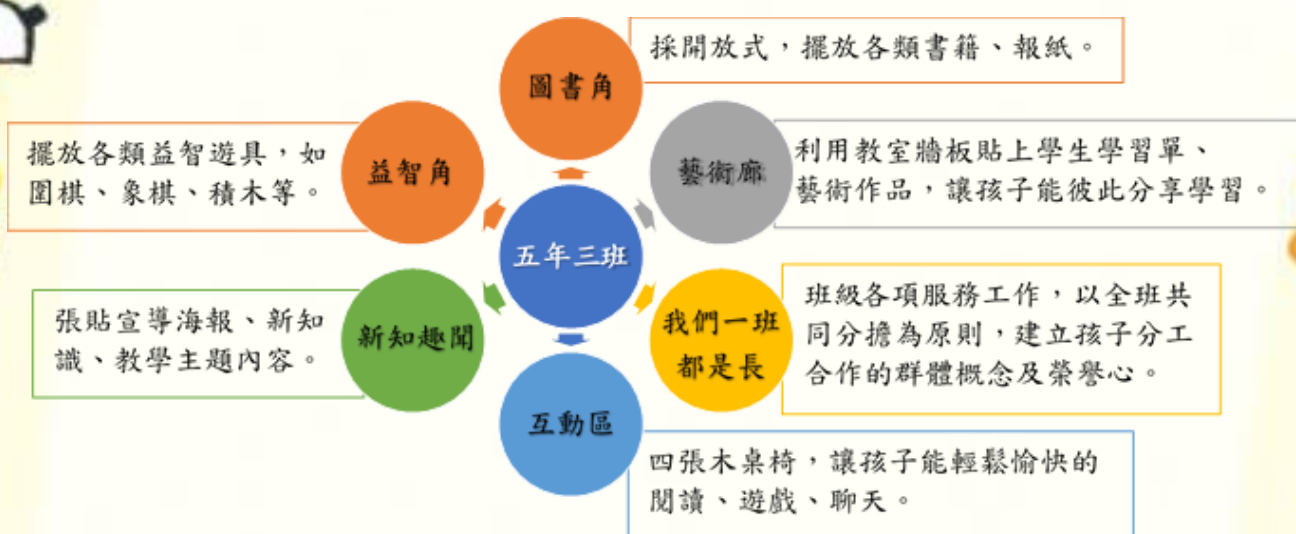 圖書角
採開放式，擺放各類書籍、報紙。
藝術廊
利用教室牆板貼上學生學習單、
藝術作品，讓孩子能彼此分享學習。
我們一班
都是長
班級各項服務工作，以全班共
同分擔為原則，建立孩子分工
合作的群體概念及榮譽心。
互動區
四張木桌椅，讓孩子能輕鬆愉快的
閱讀、遊戲、聊天。
新知趣聞
張貼宣導海報、新知
識、教學主題內容。
益智角
擺放各類益智遊具，如
圍棋、象棋、積木等。
五年三班